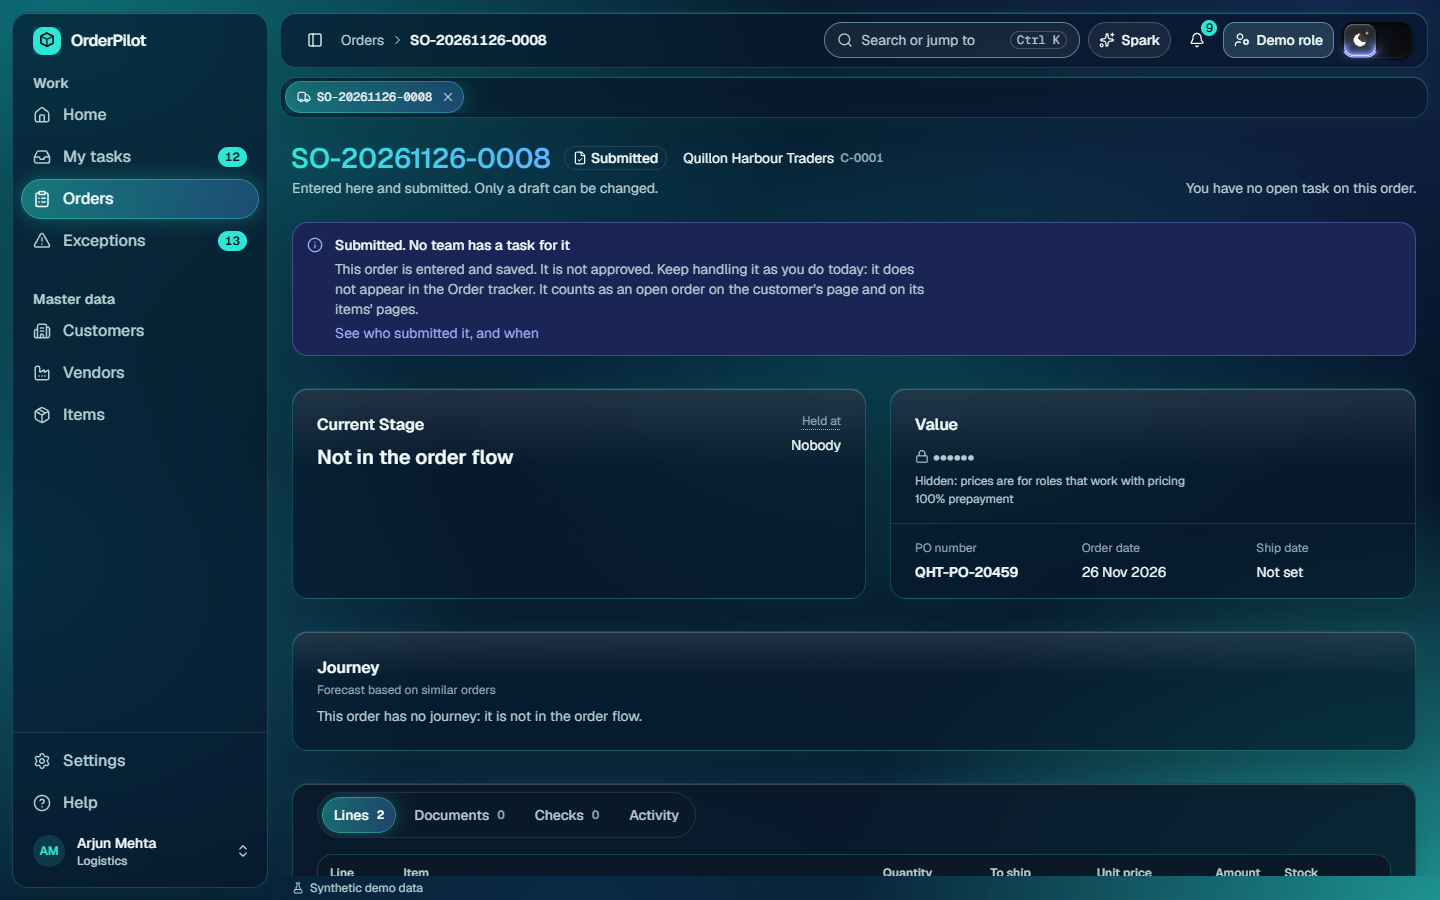 OrderPilot
Work
Home
My tasks 12
Orders
Exceptions 13
Master data
Customers
Vendors
Items
Settings
Help
AM Arjun Mehta
Logistics
Orders > SO-20261126-0008
Search or jump to Ctrl K
Spark
9
Demo role
SO-20261126-0008
SO-20261126-0008 Submitted Quillon Harbour Traders C-0001
Entered here and submitted. Only a draft can be changed.
You have no open task on this order.
Submitted. No team has a task for it
This order is entered and saved. It is not approved. Keep handling it as you do today: it does
not appear in the Order tracker. It counts as an open order on the customer's page and on its
items' pages.
See who submitted it, and when
Current Stage
Not in the order flow
Held at
Nobody
Value
••••••
Hidden: prices are for roles that work with pricing
100% prepayment
PO number Order date Ship date
QHT-PO-20459 26 Nov 2026 Not set
Journey
Forecast based on similar orders
This order has no journey: it is not in the order flow.
Lines 2 Documents 0 Checks 0 Activity
Line Item Quantity To ship Unit price Amount Stock
Synthetic demo data